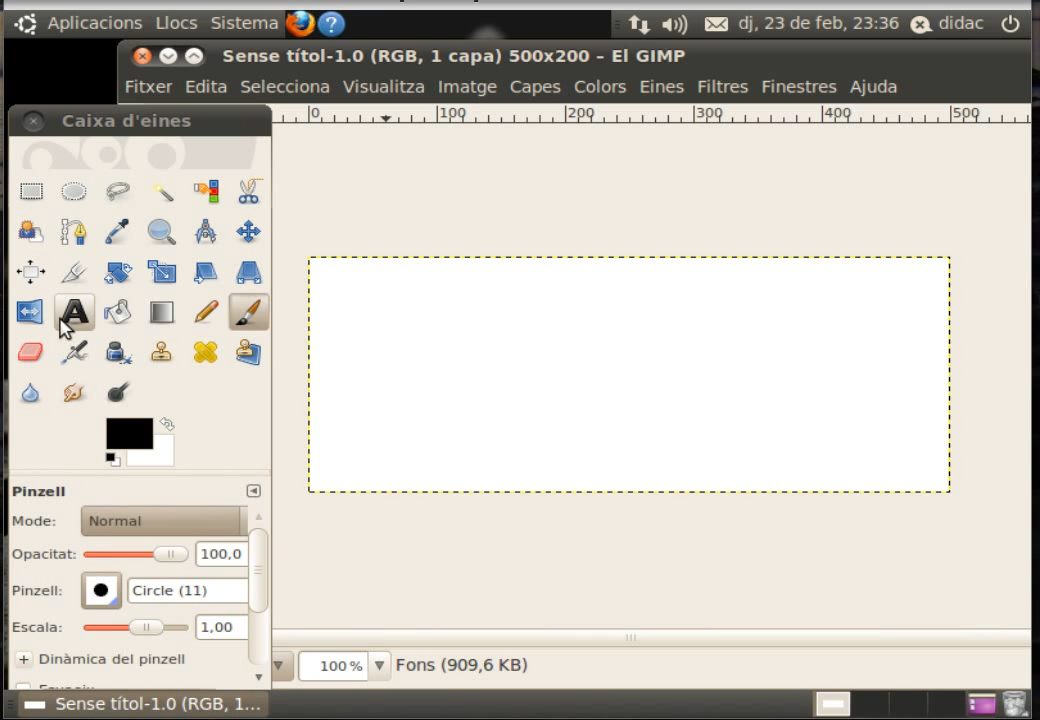 Aplicacions Llocs Sistema dj, 23 de feb, 23:36 didac
Sense títol-1.0 (RGB, 1 capa) 500x200 – El GIMP
Fitxer Edita Selecciona Visualitza Imatge Capes Colors Eines Filtres Finestres Ajuda
0 100 200 300 400 500
Caixa d'eines
Pinzell
Mode: Normal
Opacitat: 100,0
Pinzell: Circle (11)
Escala: 1,00
Dinàmica del pinzell
100 % Fons (909,6 KB)
Sense títol-1.0 (RGB, 1...